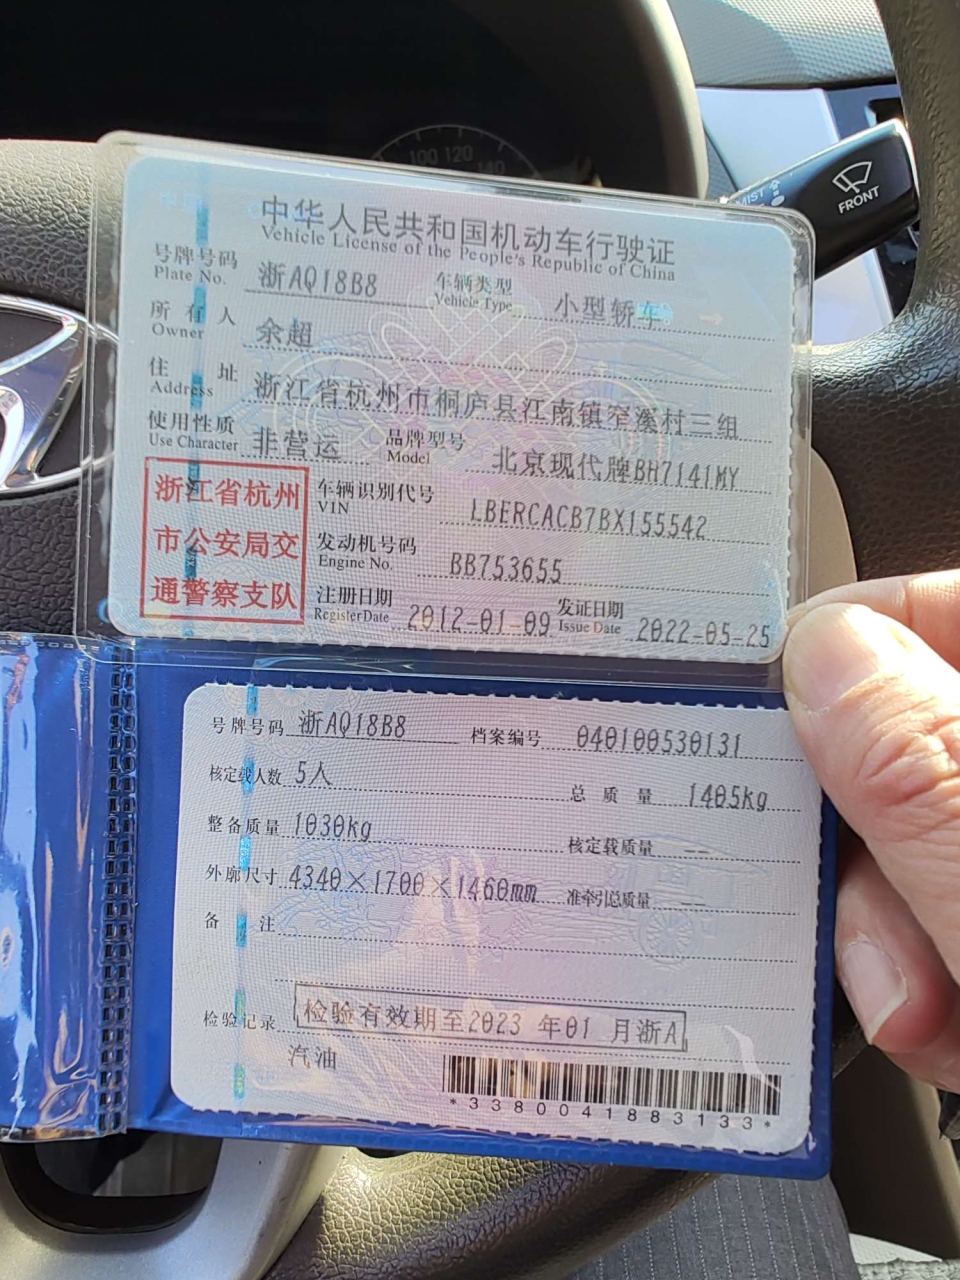 100 120
140
MIST
FRONT
中华人民共和国机动车行驶证
Vehicle License of the People's Republic of China
号牌号码 浙AQ18B8 车辆类型 小型轿车
Plate No. Vehicle Type
所有人 余超
Owner
住址 浙江省杭州市桐庐县江南镇窄溪村三组
Address
使用性质 非营运 品牌型号 北京现代牌BH7141MY
Use Character Model
浙江省杭州
市公安局交
通警察支队
车辆识别代号 LBERCACB7BX155542
VIN
发动机号码 BB753655
Engine No.
注册日期 2012-01-09 发证日期 2022-05-25
Register Date Issue Date
号牌号码 浙AQ18B8 档案编号 040100530131
核定载人数 5人 总质量 1405kg
整备质量 1030kg 核定载质量 --
外廓尺寸 4340×1700×1460mm 准牵引总质量 --
备注
检验记录 检验有效期至2023年01月浙A
汽油
*3380041883133*